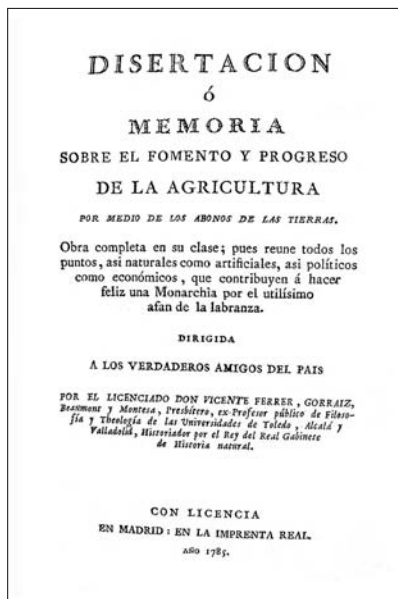 DISERTACION
ó
MEMORIA
SOBRE EL FOMENTO Y PROGRESO
DE LA AGRICULTURA
POR MEDIO DE LOS ABONOS DE LAS TIERRAS.
Obra completa en su clase; pues reune todos los
puntos, asi naturales como artificiales, asi políticos
como económicos, que contribuyen á hacer
feliz una Monarchîa por el utilísimo
afan de la labranza.
DIRIGIDA
A LOS VERDADEROS AMIGOS DEL PAIS
POR EL LICENCIADO DON VICENTE FERRER, GORRAIZ,
Beaumont y Montesa, Presbítero, ex-Profesor público de Filoso-
fía y Theología de las Universidades de Toledo, Alcalá y
Valladolid, Historiador por el Rey del Real Gabinete
de Historia natural.
CON LICENCIA
EN MADRID: EN LA IMPRENTA REAL.
AÑO 1785.